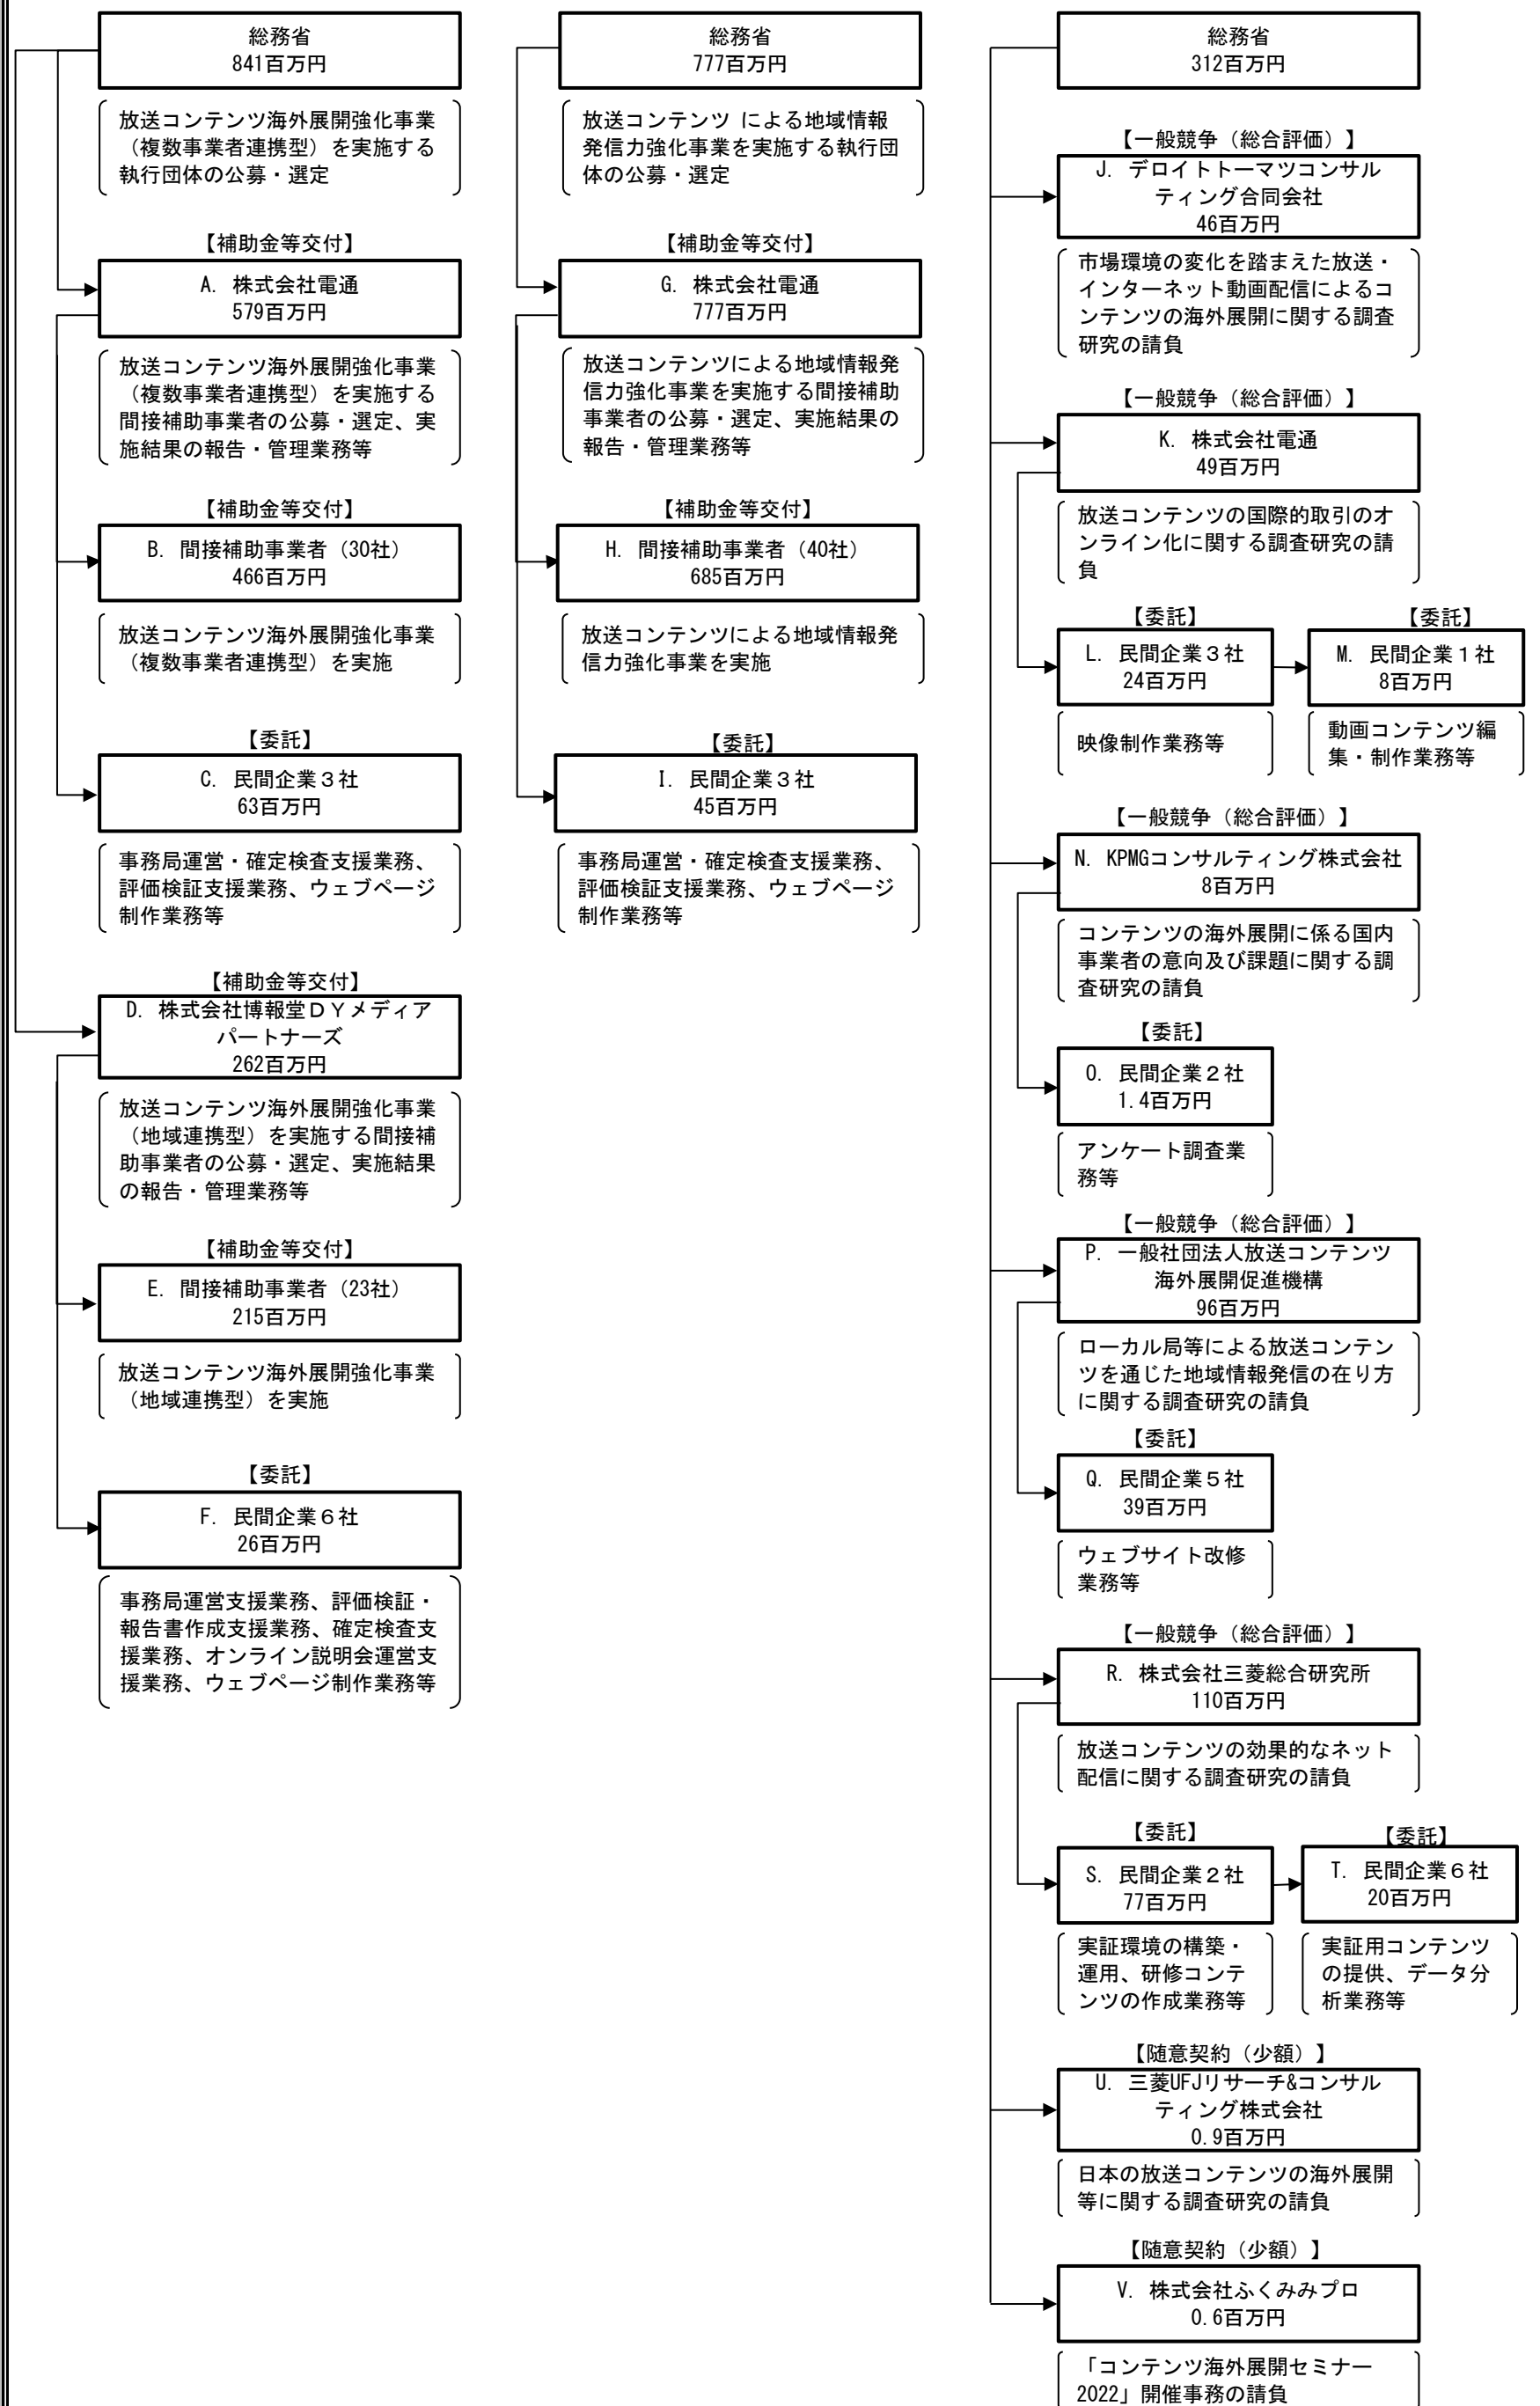 総務省
841百万円
放送コンテンツ海外展開強化事業
（複数事業者連携型）を実施する
執行団体の公募・選定
【補助金等交付】
A. 株式会社電通
579百万円
放送コンテンツ海外展開強化事業
（複数事業者連携型）を実施する
間接補助事業者の公募・選定、実
施結果の報告・管理業務等
【補助金等交付】
B. 間接補助事業者（30社）
466百万円
放送コンテンツ海外展開強化事業
（複数事業者連携型）を実施
【委託】
C. 民間企業３社
63百万円
事務局運営・確定検査支援業務、
評価検証支援業務、ウェブページ
制作業務等
【補助金等交付】
D. 株式会社博報堂ＤＹメディア
パートナーズ
262百万円
放送コンテンツ海外展開強化事業
（地域連携型）を実施する間接補
助事業者の公募・選定、実施結果
の報告・管理業務等
【補助金等交付】
E. 間接補助事業者（23社）
215百万円
放送コンテンツ海外展開強化事業
（地域連携型）を実施
【委託】
F. 民間企業６社
26百万円
事務局運営支援業務、評価検証・
報告書作成支援業務、確定検査支
援業務、オンライン説明会運営支
援業務、ウェブページ制作業務等
総務省
777百万円
放送コンテンツ による地域情報
発信力強化事業を実施する執行団
体の公募・選定
【補助金等交付】
G. 株式会社電通
777百万円
放送コンテンツによる地域情報発
信力強化事業を実施する間接補助
事業者の公募・選定、実施結果の
報告・管理業務等
【補助金等交付】
H. 間接補助事業者（40社）
685百万円
放送コンテンツによる地域情報発
信力強化事業を実施
【委託】
I. 民間企業３社
45百万円
事務局運営・確定検査支援業務、
評価検証支援業務、ウェブページ
制作業務等
総務省
312百万円
【一般競争（総合評価）】
J. デロイトトーマツコンサル
ティング合同会社
46百万円
市場環境の変化を踏まえた放送・
インターネット動画配信によるコ
ンテンツの海外展開に関する調査
研究の請負
【一般競争（総合評価）】
K. 株式会社電通
49百万円
放送コンテンツの国際的取引のオ
ンライン化に関する調査研究の請
負
【委託】
L. 民間企業３社
24百万円
映像制作業務等
【委託】
M. 民間企業１社
8百万円
動画コンテンツ編
集・制作業務等
【一般競争（総合評価）】
N. KPMGコンサルティング株式会社
8百万円
コンテンツの海外展開に係る国内
事業者の意向及び課題に関する調
査研究の請負
【委託】
O. 民間企業２社
1.4百万円
アンケート調査業
務等
【一般競争（総合評価）】
P. 一般社団法人放送コンテンツ
海外展開促進機構
96百万円
ローカル局等による放送コンテン
ツを通じた地域情報発信の在り方
に関する調査研究の請負
【委託】
Q. 民間企業５社
39百万円
ウェブサイト改修
業務等
【一般競争（総合評価）】
R. 株式会社三菱総合研究所
110百万円
放送コンテンツの効果的なネット
配信に関する調査研究の請負
【委託】
S. 民間企業２社
77百万円
実証環境の構築・
運用、研修コンテ
ンツの作成業務等
【委託】
T. 民間企業６社
20百万円
実証用コンテンツ
の提供、データ分
析業務等
【随意契約（少額）】
U. 三菱UFJリサーチ&コンサル
ティング株式会社
0.9百万円
日本の放送コンテンツの海外展開
等に関する調査研究の請負
【随意契約（少額）】
V. 株式会社ふくみみプロ
0.6百万円
「コンテンツ海外展開セミナー
2022」開催事務の請負